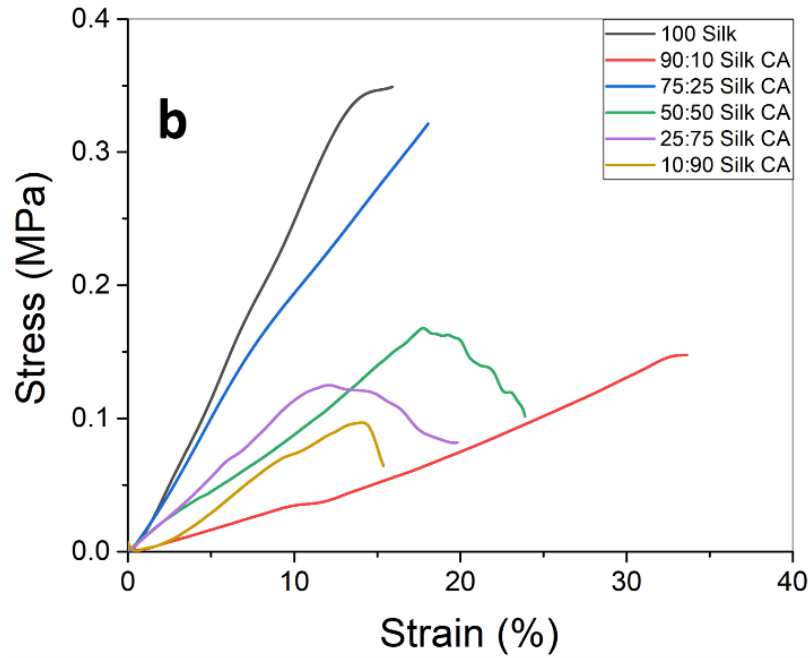 0.4
100 Silk
90:10 Silk CA
75:25 Silk CA
50:50 Silk CA
25:75 Silk CA
10:90 Silk CA
b
0.3
0.2
0.1
0.0
Stress (MPa)
0 10 20 30 40
Strain (%)